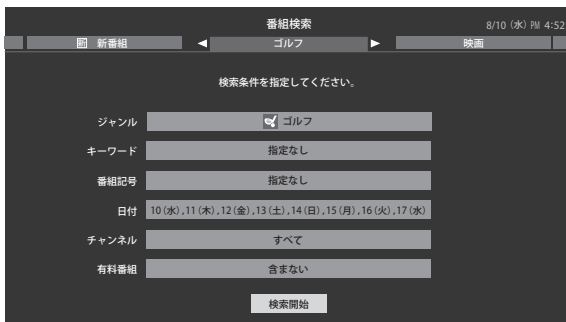 番組検索
8/10 (水) PM 4:52
新 新番組 ◀ ゴルフ ▶ 映画
検索条件を指定してください。
ジャンル ゴルフ
キーワード 指定なし
番組記号 指定なし
日付 10(水),11(木),12(金),13(土),14(日),15(月),16(火),17(水)
チャンネル すべて
有料番組 含まない
検索開始